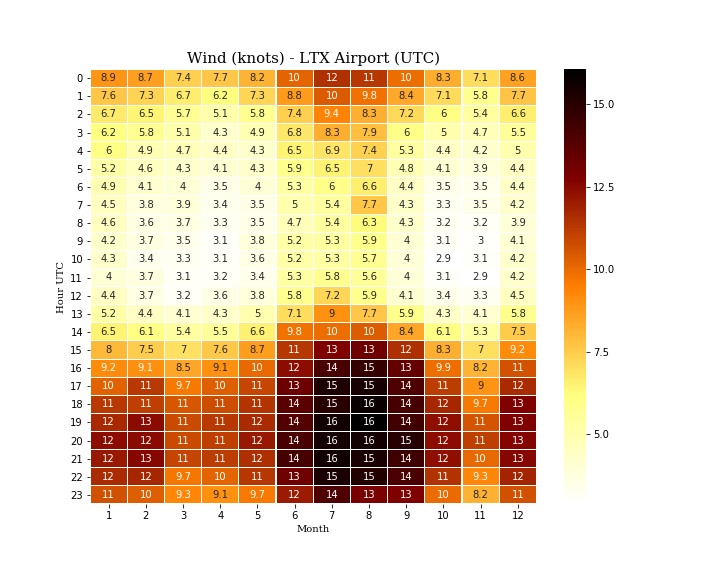 Wind (knots) - LTX Airport (UTC)
0 8.9 8.7 7.4 7.7 8.2 10 12 11 10 8.3 7.1 8.6
1 7.6 7.3 6.7 6.2 7.3 8.8 10 9.8 8.4 7.1 5.8 7.7
2 6.7 6.5 5.7 5.1 5.8 7.4 9.4 8.3 7.2 6 5.4 6.6
3 6.2 5.8 5.1 4.3 4.9 6.8 8.3 7.9 6 5 4.7 5.5
4 6 4.9 4.7 4.4 4.3 6.5 6.9 7.4 5.3 4.4 4.2 5
5 5.2 4.6 4.3 4.1 4.3 5.9 6.5 7 4.8 4.1 3.9 4.4
6 4.9 4.1 4 3.5 4 5.3 6 6.6 4.4 3.5 3.5 4.4
7 4.5 3.8 3.9 3.4 3.5 5 5.4 7.7 4.3 3.3 3.5 4.2
8 4.6 3.6 3.7 3.3 3.5 4.7 5.4 6.3 4.3 3.2 3.2 3.9
9 4.2 3.7 3.5 3.1 3.8 5.2 5.3 5.9 4 3.1 3 4.1
10 4.3 3.4 3.3 3.1 3.6 5.2 5.3 5.7 4 2.9 3.1 4.2
11 4 3.7 3.1 3.2 3.4 5.3 5.8 5.6 4 3.1 2.9 4.2
12 4.4 3.7 3.2 3.6 3.8 5.8 7.2 5.9 4.1 3.4 3.3 4.5
13 5.2 4.4 4.1 4.3 5 7.1 9 7.7 5.9 4.3 4.1 5.8
14 6.5 6.1 5.4 5.5 6.6 9.8 10 10 8.4 6.1 5.3 7.5
15 8 7.5 7 7.6 8.7 11 13 13 12 8.3 7 9.2
16 9.2 9.1 8.5 9.1 10 12 14 15 13 9.9 8.2 11
17 10 11 9.7 10 11 13 15 15 14 11 9 12
18 11 11 11 11 11 14 15 16 14 12 9.7 13
19 12 13 11 11 12 14 16 16 14 12 11 13
20 12 12 11 11 12 14 16 16 15 12 11 13
21 12 13 11 11 12 14 16 15 14 12 10 13
22 12 12 9.7 10 11 13 15 15 14 11 9.3 12
23 11 10 9.3 9.1 9.7 12 14 13 13 10 8.2 11
1 2 3 4 5 6 7 8 9 10 11 12
Month
Hour UTC
15.0
12.5
10.0
7.5
5.0